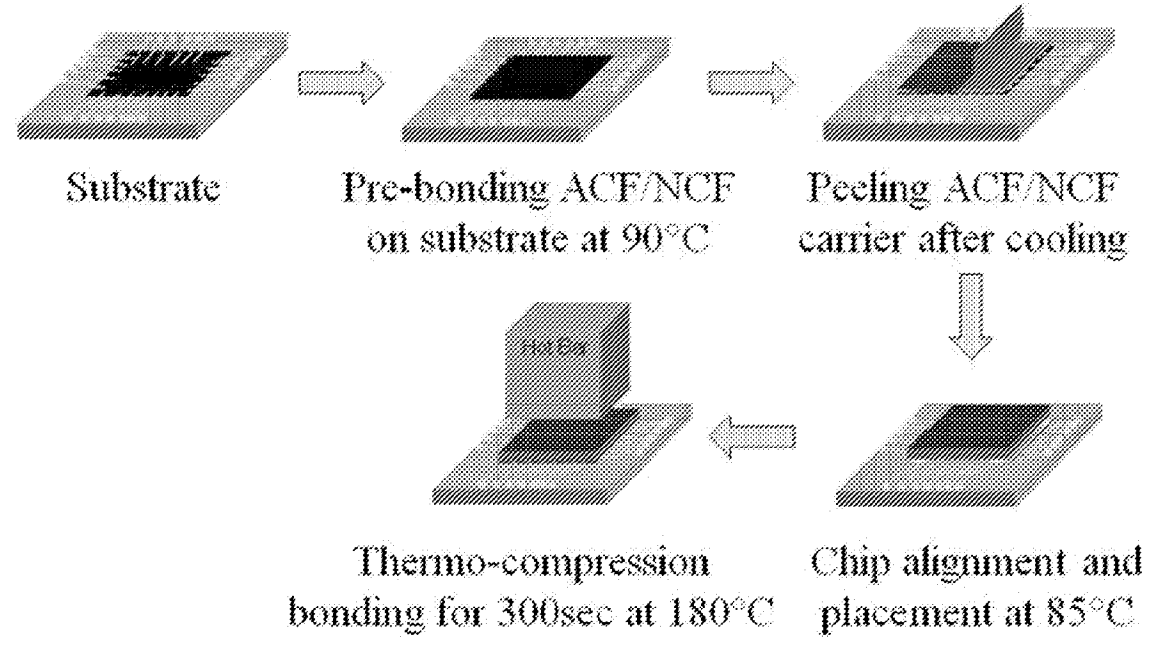 Substrate
Pre-bonding ACF/NCF
on substrate at 90°C
Peeling ACF/NCF
carrier after cooling
Chip alignment and
placement at 85°C
Thermo-compression
bonding for 300sec at 180°C